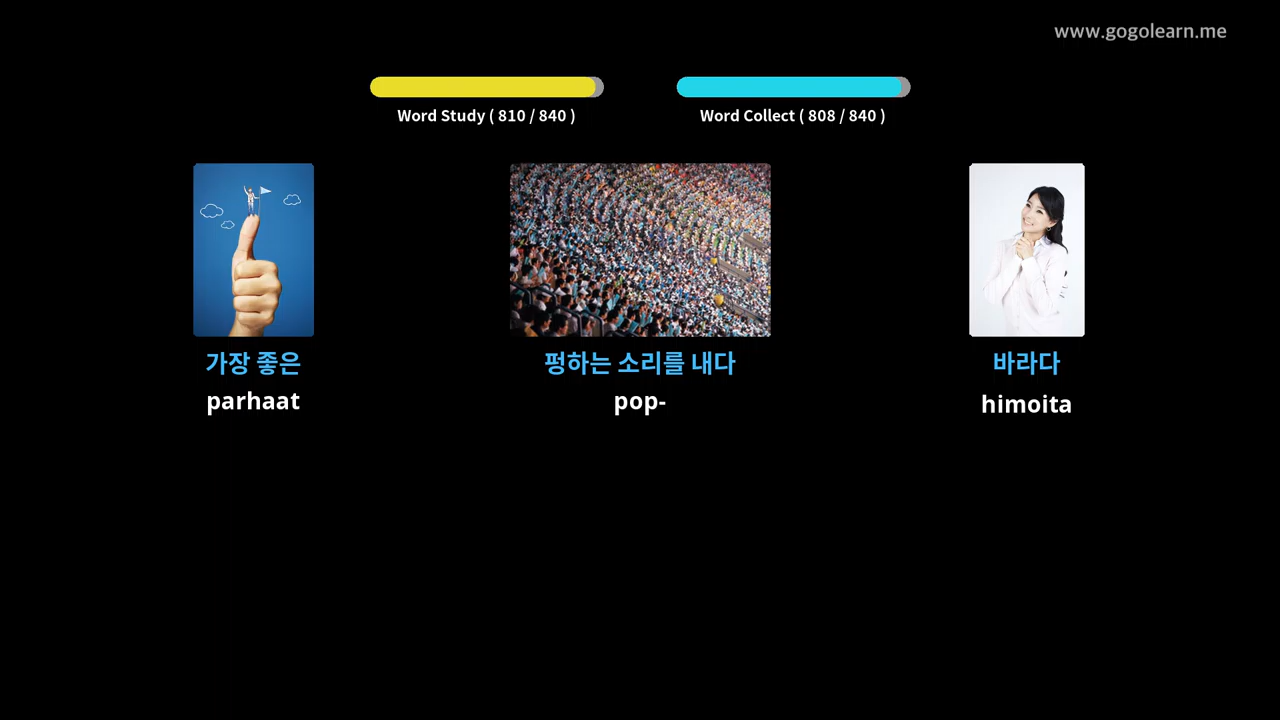 www.gogolearn.me
Word Study ( 810 / 840 )
Word Collect ( 808 / 840 )
가장 좋은
펑하는 소리를 내다
바라다
parhaat
pop-
himoita